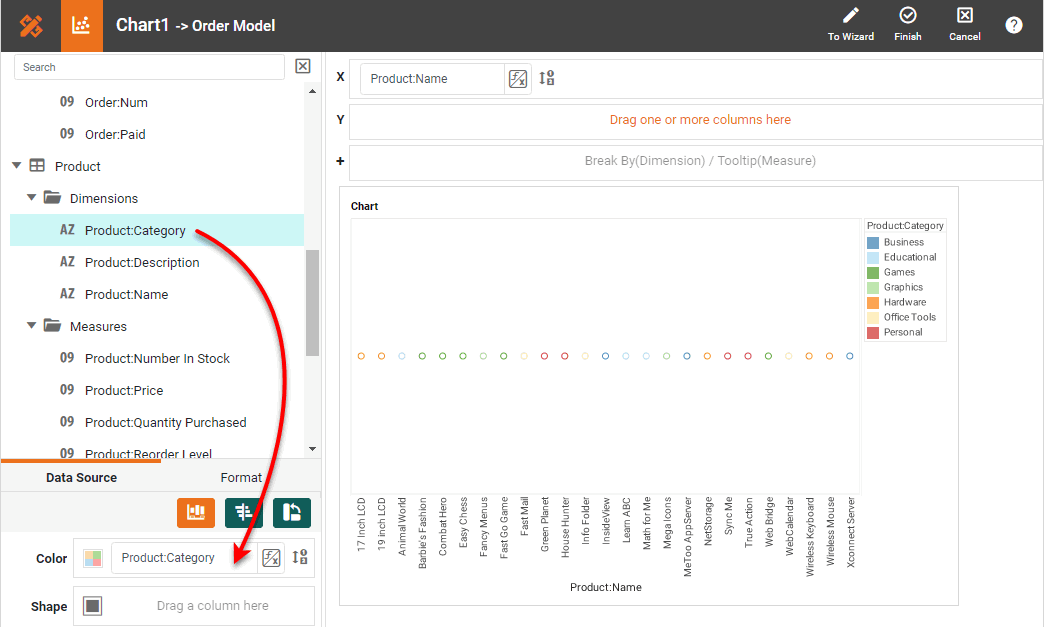 Chart1 -> Order Model
To Wizard
Finish
Cancel
?
Search
09 Order:Num
09 Order:Paid
Product
Dimensions
AZ Product:Category
AZ Product:Description
AZ Product:Name
Measures
09 Product:Number In Stock
09 Product:Price
09 Product:Quantity Purchased
09 Product:Reorder Level
Data Source
Format
Color
Product:Category
Shape
Drag a column here
X
Product:Name
Y
Drag one or more columns here
+
Break By(Dimension) / Tooltip(Measure)
Chart
Product:Category
Business
Educational
Games
Graphics
Hardware
Office Tools
Personal
17 Inch LCD
19 inch LCD
Animal World
Barbie's Fashion
Combat Hero
Easy Chess
Fancy Menus
Fast Go Game
Fast Mail
Green Planet
House Hunter
Info Folder
InsideView
Learn ABC
Math for Me
Mega Icons
MeToo AppServer
NetStorage
Sync Me
True Action
Web Bridge
WebCalendar
Wireless Keyboard
Wireless Mouse
Xconnect Server
Product:Name